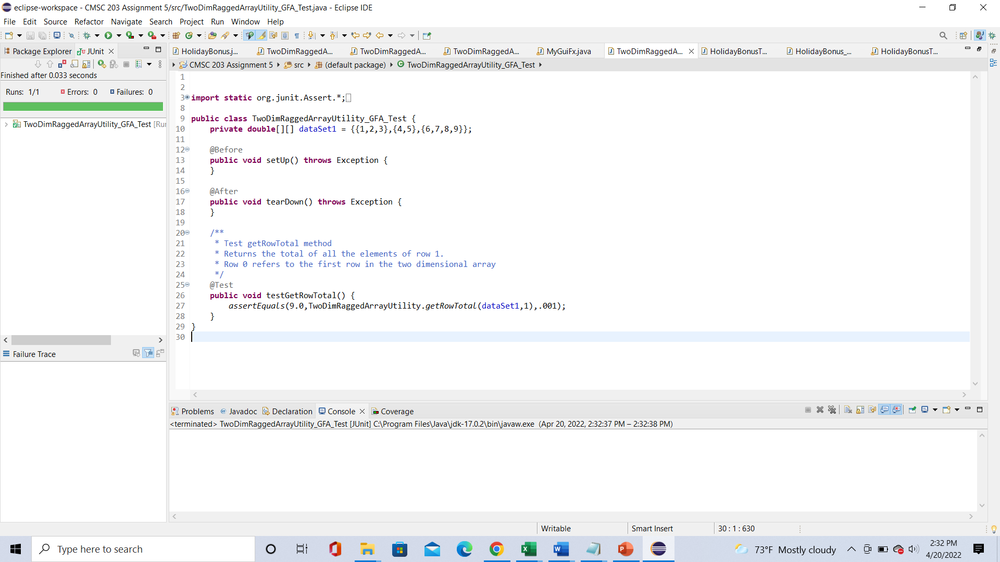 eclipse-workspace - CMSC 203 Assignment 5/src/TwoDimRaggedArrayUtility_GFA_Test.java - Eclipse IDE
File Edit Source Refactor Navigate Search Project Run Window Help
Package Explorer JUnit
HolidayBonus.j... TwoDimRaggedA... TwoDimRaggedA... TwoDimRaggedA... MyGuiFx.java TwoDimRaggedA... HolidayBonusT... HolidayBonus_... HolidayBonusT...
CMSC 203 Assignment 5 src (default package) TwoDimRaggedArrayUtility_GFA_Test
Finished after 0.033 seconds
Runs: 1/1 Errors: 0 Failures: 0
TwoDimRaggedArrayUtility_GFA_Test [Rur
Failure Trace
1
2
3 import static org.junit.Assert.*;
8
9 public class TwoDimRaggedArrayUtility_GFA_Test {
10 private double[][] dataSet1 = {{1,2,3},{4,5},{6,7,8,9}};
11
12 @Before
13 public void setUp() throws Exception {
14 }
15
16 @After
17 public void tearDown() throws Exception {
18 }
19
20 /**
21 * Test getRowTotal method
22 * Returns the total of all the elements of row 1.
23 * Row 0 refers to the first row in the two dimensional array
24 */
25 @Test
26 public void testGetRowTotal() {
27 assertEquals(9.0,TwoDimRaggedArrayUtility.getRowTotal(dataSet1,1),.001);
28 }
29 }
30
Problems @ Javadoc Declaration Console Coverage
<terminated> TwoDimRaggedArrayUtility_GFA_Test [JUnit] C:\Program Files\Java\jdk-17.0.2\bin\javaw.exe (Apr 20, 2022, 2:32:37 PM – 2:32:38 PM)
Writable Smart Insert 30 : 1 : 630
Type here to search
73°F Mostly cloudy
2:32 PM
4/20/2022